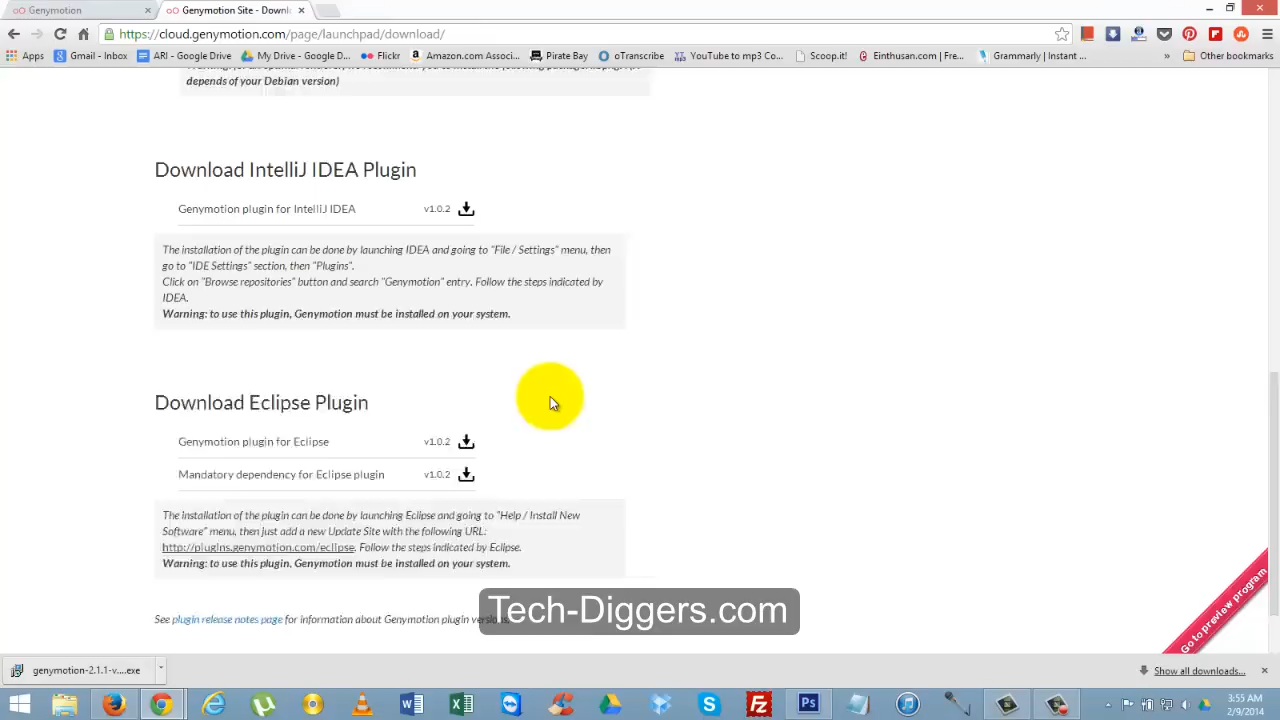 Genymotion
Genymotion Site - Downl
https://cloud.genymotion.com/page/launchpad/download/
Apps
Gmail - Inbox
ARI - Google Drive
My Drive - Google D...
Flickr
Amazon.com Associ...
Pirate Bay
oTranscribe
YouTube to mp3 Co...
Scoop.it!
Einthusan.com | Fre...
Grammarly | Instant ...
»
Other bookmarks
depends of your Debian version)
Download IntelliJ IDEA Plugin
Genymotion plugin for IntelliJ IDEA v1.0.2
The installation of the plugin can be done by launching IDEA and going to "File / Settings" menu, then
go to "IDE Settings" section, then "Plugins".
Click on "Browse repositories" button and search "Genymotion" entry. Follow the steps indicated by
IDEA.
Warning: to use this plugin, Genymotion must be installed on your system.
Download Eclipse Plugin
Genymotion plugin for Eclipse v1.0.2
Mandatory dependency for Eclipse plugin v1.0.2
The installation of the plugin can be done by launching Eclipse and going to "Help / Install New
Software" menu, then just add a new Update Site with the following URL:
http://plugins.genymotion.com/eclipse. Follow the steps indicated by Eclipse.
Warning: to use this plugin, Genymotion must be installed on your system.
Tech-Diggers.com
See plugin release notes page for information about Genymotion plugin versions.
Go to preview program
genymotion-2.1.1-v....exe
Show all downloads...
3:55 AM
2/9/2014